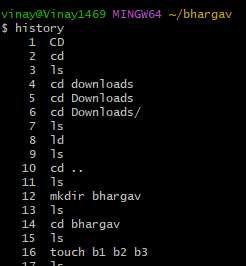 vinay@Vinay1469 MINGW64 ~/bhargav
$ history
1 CD
2 cd
3 ls
4 cd downloads
5 cd Downloads
6 cd Downloads/
7 ls
8 ld
9 ls
10 cd ..
11 ls
12 mkdir bhargav
13 ls
14 cd bhargav
15 ls
16 touch b1 b2 b3
17 ls